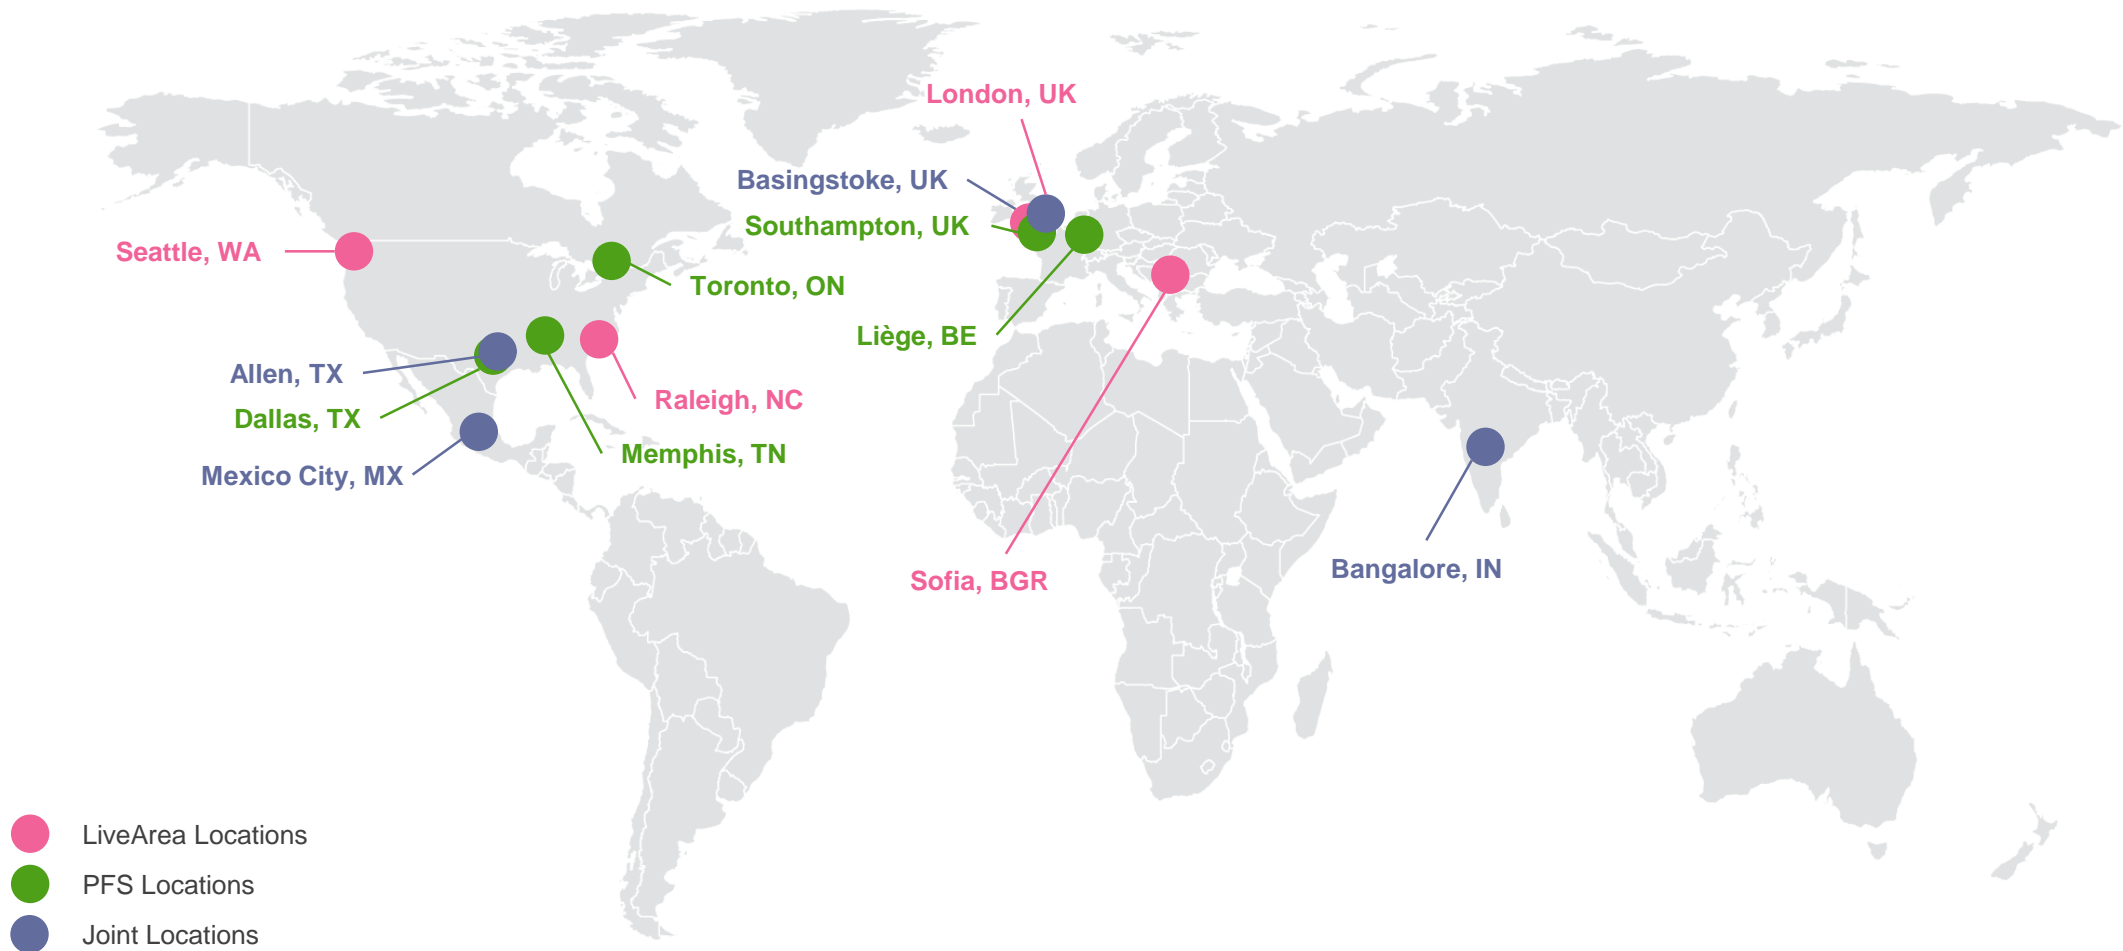 London, UK
Basingstoke, UK
Southampton, UK
Seattle, WA
Toronto, ON
Liège, BE
Allen, TX
Raleigh, NC
Dallas, TX
Memphis, TN
Mexico City, MX
Sofia, BGR
Bangalore, IN
LiveArea Locations
PFS Locations
Joint Locations